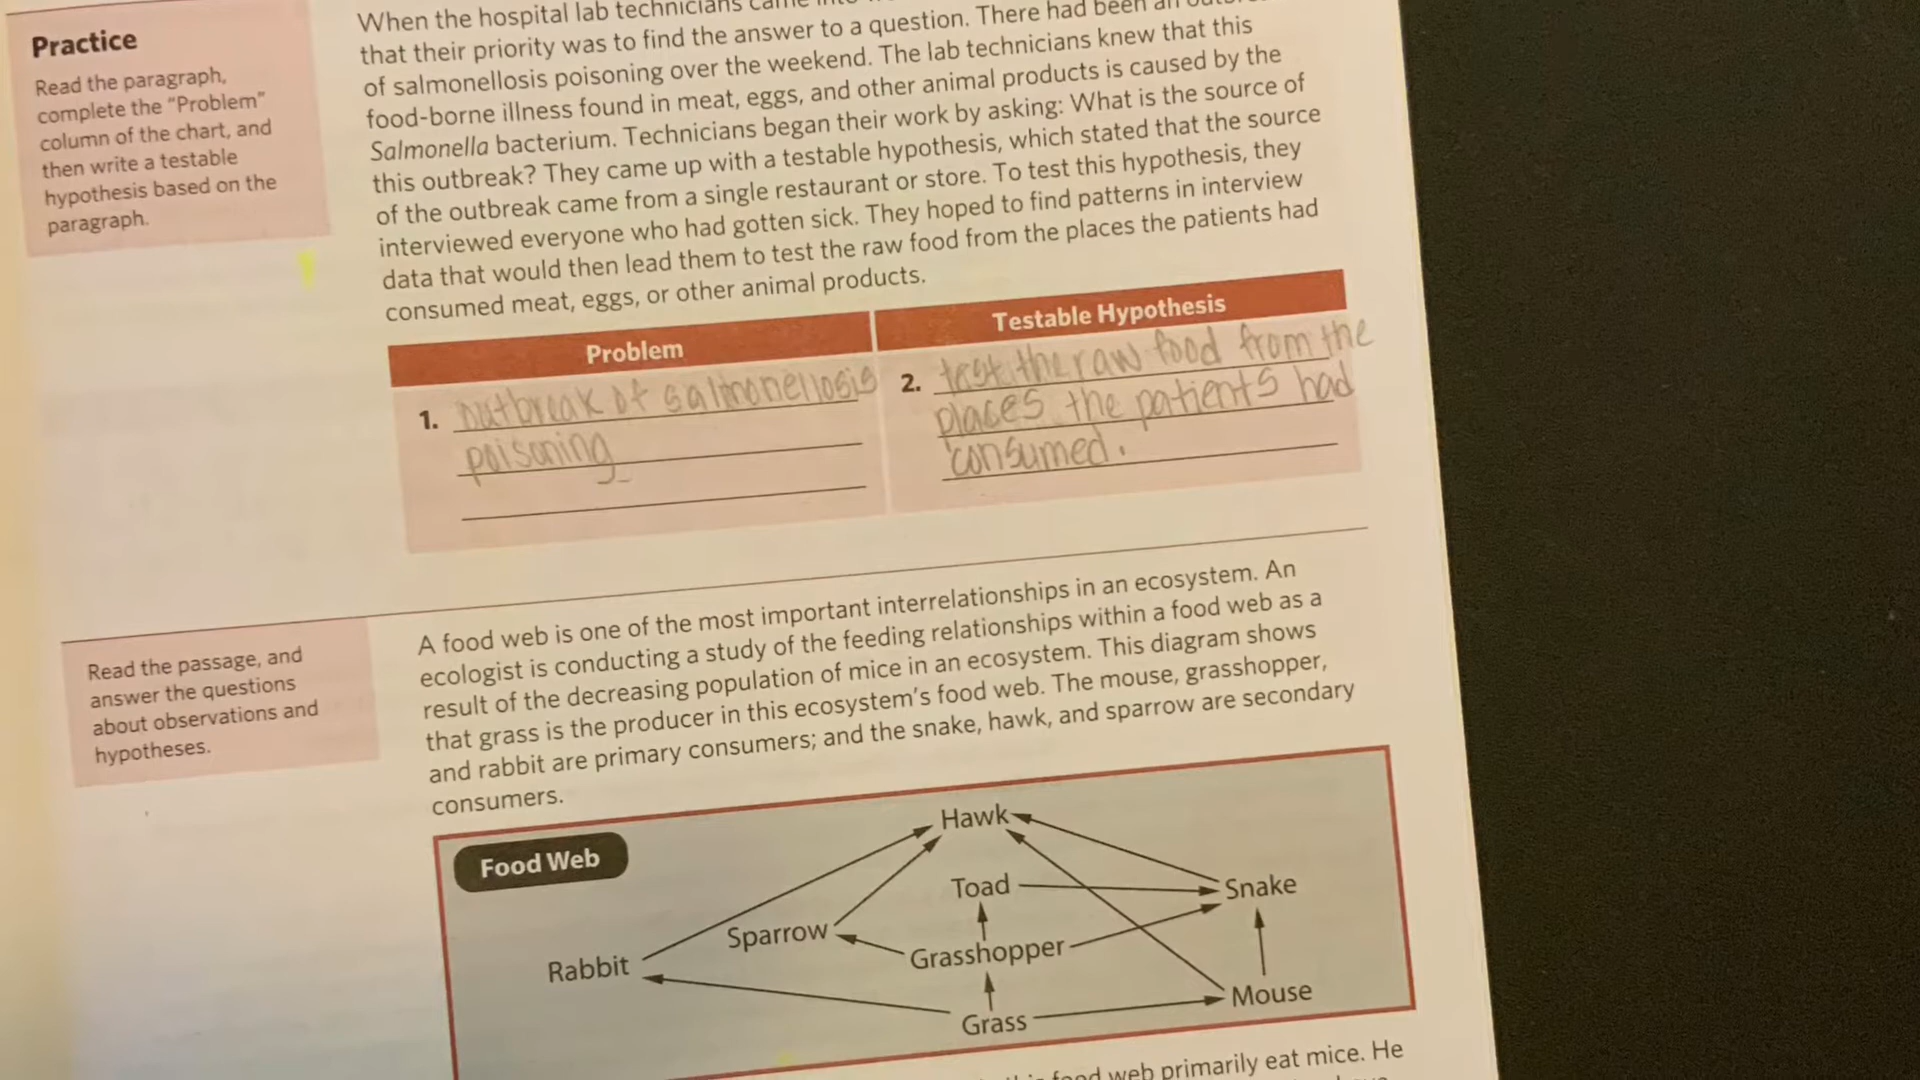 Practice
Read the paragraph,
complete the "Problem"
column of the chart, and
then write a testable
hypothesis based on the
paragraph.
When the hospital lab technicians came
that their priority was to find the answer to a question. There had been an
of salmonellosis poisoning over the weekend. The lab technicians knew that this
food-borne illness found in meat, eggs, and other animal products is caused by the
Salmonella bacterium. Technicians began their work by asking: What is the source of
this outbreak? They came up with a testable hypothesis, which stated that the source
of the outbreak came from a single restaurant or store. To test this hypothesis, they
interviewed everyone who had gotten sick. They hoped to find patterns in interview
data that would then lead them to test the raw food from the places the patients had
consumed meat, eggs, or other animal products.
Problem
1. outbreak of salmonellosis
poisoning
Testable Hypothesis
2. test the raw food from the
places the patients had
consumed.
Read the passage, and
answer the questions
about observations and
hypotheses.
A food web is one of the most important interrelationships in an ecosystem. An
ecologist is conducting a study of the feeding relationships within a food web as a
result of the decreasing population of mice in an ecosystem. This diagram shows
that grass is the producer in this ecosystem's food web. The mouse, grasshopper,
and rabbit are primary consumers; and the snake, hawk, and sparrow are secondary
consumers.
Food Web
Hawk
Toad
Snake
Sparrow
Grasshopper
Rabbit
Mouse
Grass
food web primarily eat mice. He